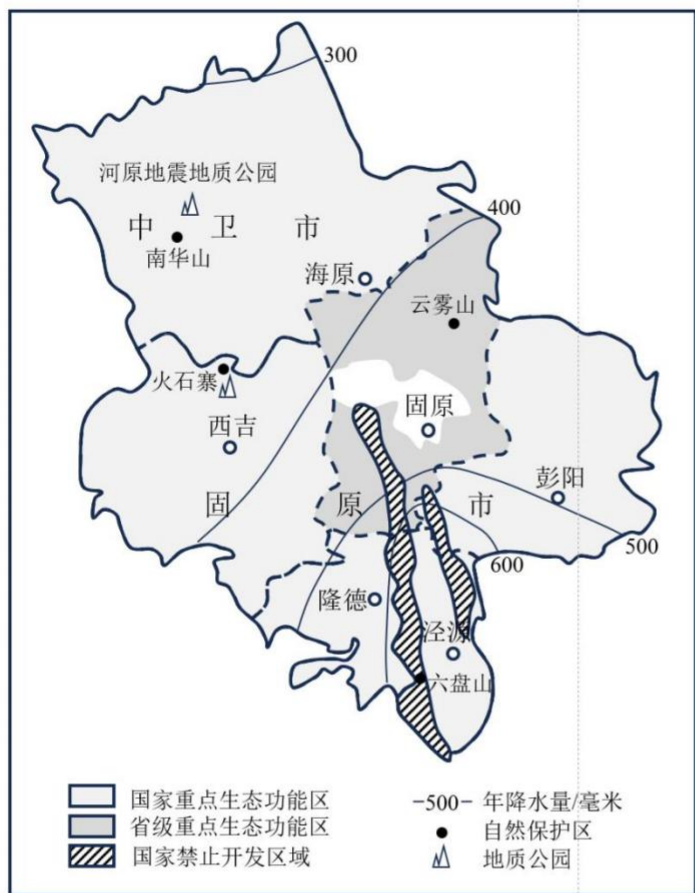 300
河原地震地质公园
中卫市
南华山
400
海原
云雾山
火石寨
西吉
固原
彭阳
固原市
500
600
隆德
泾源
六盘山
国家重点生态功能区
省级重点生态功能区
国家禁止开发区域
500 年降水量/毫米
自然保护区
地质公园